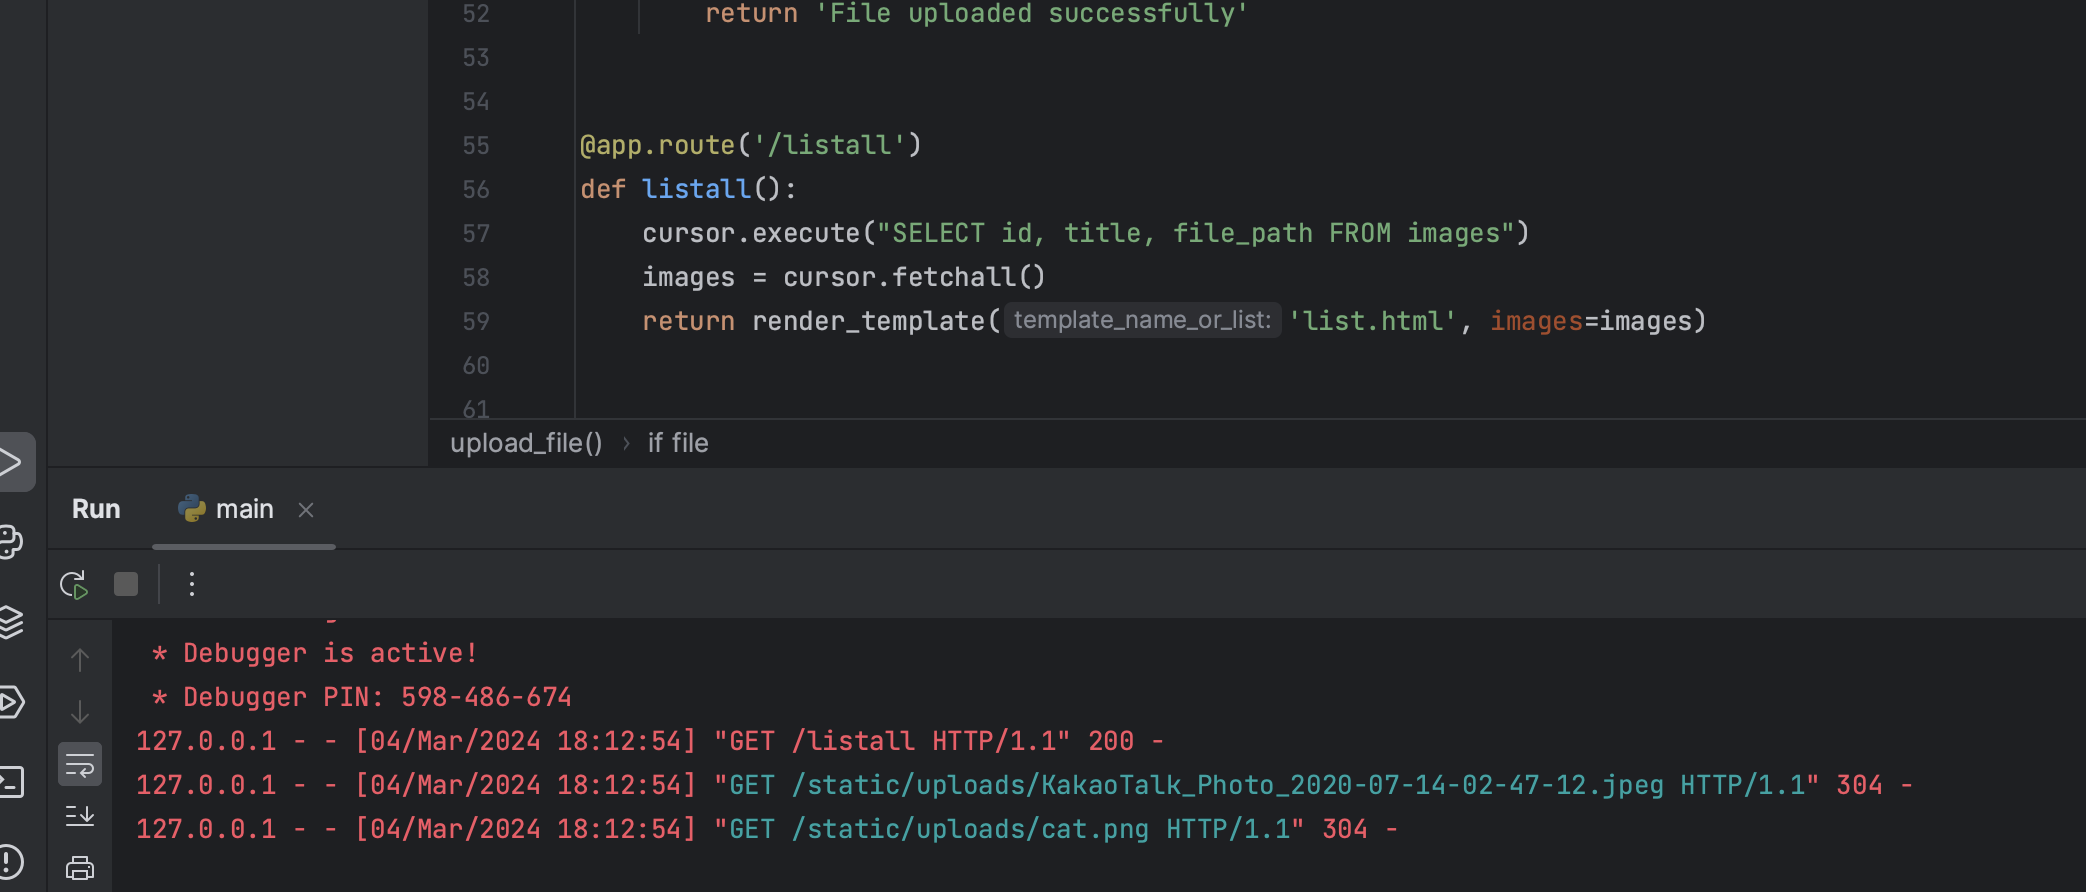 52 return 'File uploaded successfully'
53
54
55 @app.route('/listall')
56 def listall():
57 cursor.execute("SELECT id, title, file_path FROM images")
58 images = cursor.fetchall()
59 return render_template( template_name_or_list: 'list.html', images=images)
60
61
upload_file() › if file
Run main ×
* Debugger is active!
* Debugger PIN: 598-486-674
127.0.0.1 - - [04/Mar/2024 18:12:54] "GET /listall HTTP/1.1" 200 -
127.0.0.1 - - [04/Mar/2024 18:12:54] "GET /static/uploads/KakaoTalk_Photo_2020-07-14-02-47-12.jpeg HTTP/1.1" 304 -
127.0.0.1 - - [04/Mar/2024 18:12:54] "GET /static/uploads/cat.png HTTP/1.1" 304 -